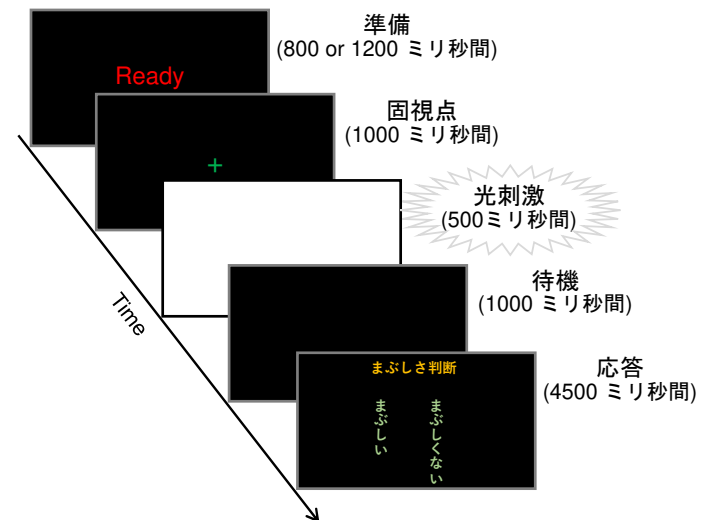 準備
(800 or 1200 ミリ秒間)
Ready
固視点
(1000 ミリ秒間)
+
光刺激
(500ミリ秒間)
待機
(1000 ミリ秒間)
Time
応答
(4500 ミリ秒間)
まぶしさ判断
まぶしい
まぶしくない